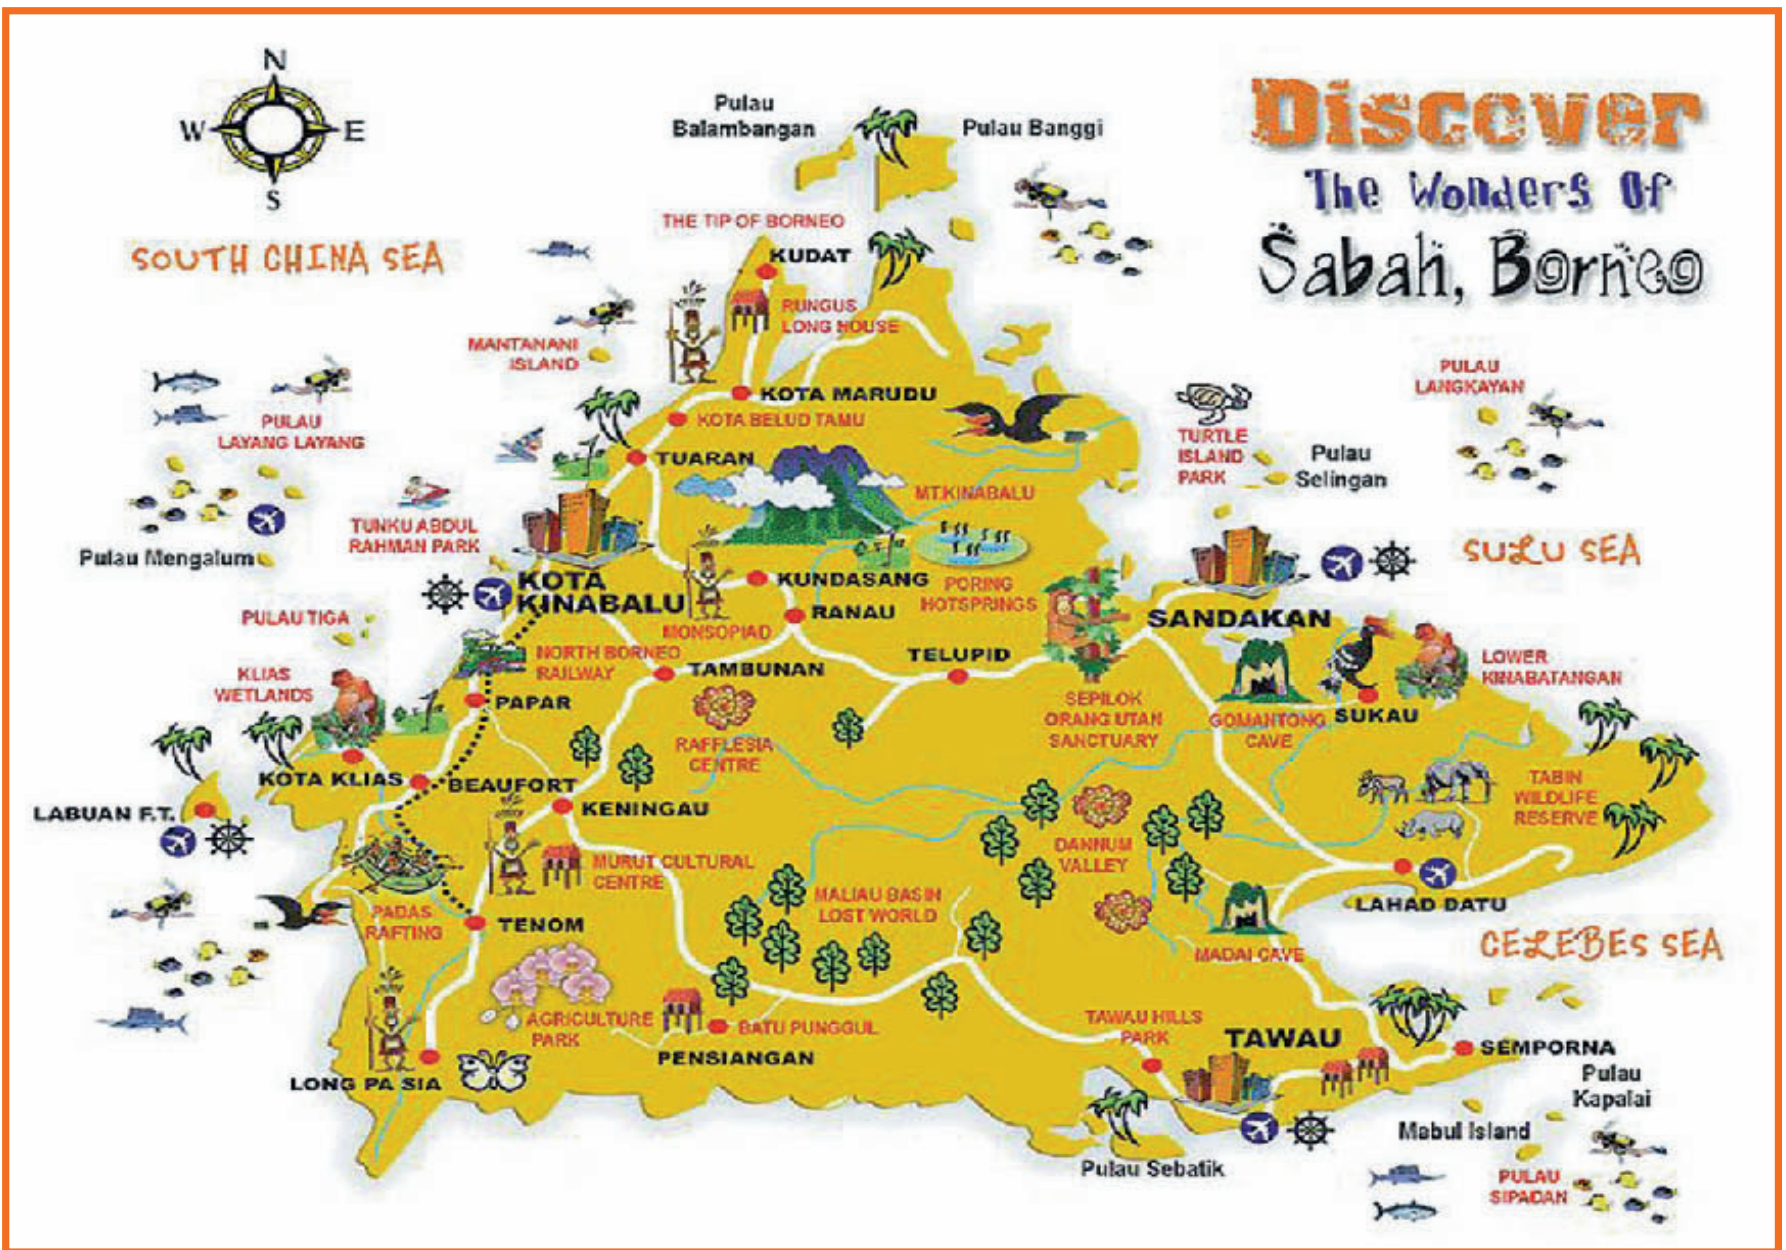 N
W
E
S
Discover
The Wonders Of
Sabah, Borneo
Pulau
Balambangan
Pulau Banggi
THE TIP OF BORNEO
SOUTH CHINA SEA
KUDAT
RUNGUS
LONG HOUSE
MANTANANI
ISLAND
PULAU
LAYANG LAYANG
KOTA MARUDU
KOTA BELUD TAMU
PULAU
LANGKAYAN
TURTLE
ISLAND
PARK
Pulau
Selingan
TUARAN
MT.KINABALU
TUNKU ABDUL
RAHMAN PARK
Pulau Mengalum
SULU SEA
KOTA
KINABALU
KUNDASANG
PORING
HOTSPRINGS
RANAU
MONSOPIAD
SANDAKAN
PULAU TIGA
NORTH BORNEO
RAILWAY
TAMBUNAN
TELUPID
KLIAS
WETLANDS
LOWER
KINABATANGAN
PAPAR
SEPILOK
ORANG UTAN
SANCTUARY
GOMANTONG
CAVE
SUKAU
RAFFLESIA
CENTRE
KOTA KLIAS
BEAUFORT
KENINGAU
LABUAN F.T.
TABIN
WILDLIFE
RESERVE
DANNUM
VALLEY
MURUT CULTURAL
CENTRE
MALIAU BASIN
LOST WORLD
LAHAD DATU
PADAS
RAFTING
TENOM
MADAI CAVE
CELEBES SEA
AGRICULTURE
PARK
BATU PUNGGUL
PENSIANGAN
TAWAU HILLS
PARK
TAWAU
SEMPORNA
LONG PA SIA
Pulau
Kapalai
Mabul Island
Pulau Sebatik
PULAU
SIPADAN